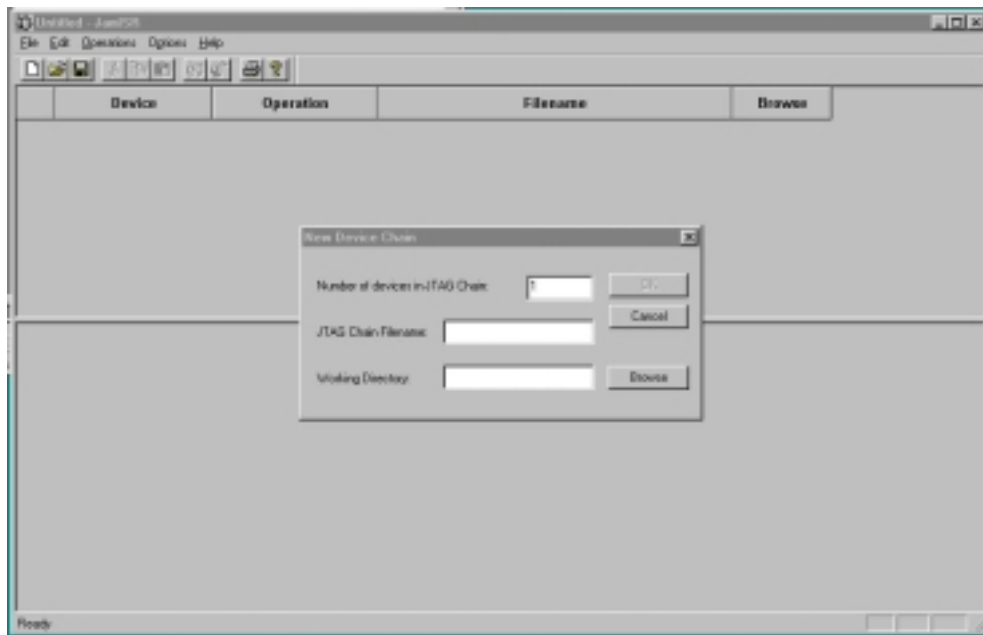 Untitled - JamISR
File Edit Operations Options Help
Device Operation Filename Browse
New Device Chain
Number of devices in JTAG Chain: 1
OK
Cancel
JTAG Chain Filename:
Working Directory:
Browse
Ready